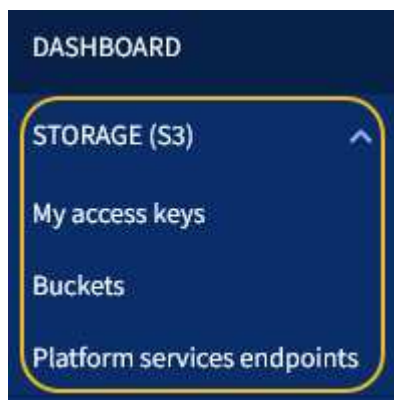 DASHBOARD
STORAGE (S3)
My access keys
Buckets
Platform services endpoints